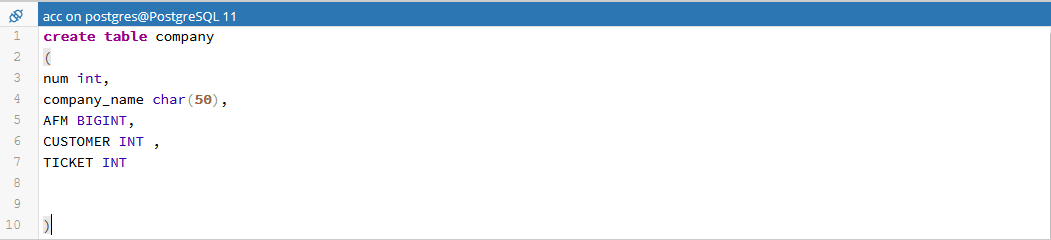 acc on postgres@PostgreSQL 11
1 create table company
2 (
3 num int,
4 company_name char(50),
5 AFM BIGINT,
6 CUSTOMER INT ,
7 TICKET INT
8
9
10 )